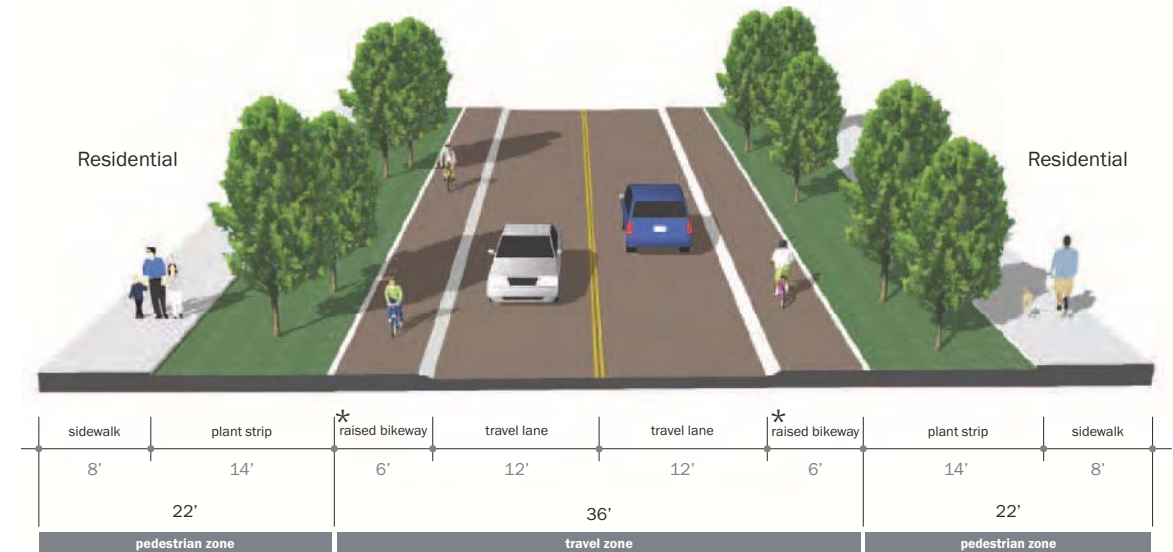 Residential
Residential
* *
sidewalk plant strip raised bikeway travel lane travel lane raised bikeway plant strip sidewalk
8’ 14’ 6’ 12’ 12’ 6’ 14’ 8’
22’ 36’ 22’
pedestrian zone travel zone pedestrian zone